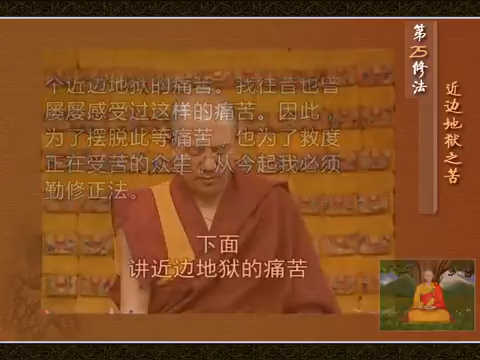 个近边地狱的痛苦。我往昔也曾
屡屡感受过这样的痛苦。因此，
为了摆脱此等痛苦，也为了救度
正在受苦的众生，从今起我必须
勤修正法。
下面
讲近边地狱的痛苦
第25修法
近边地狱之苦